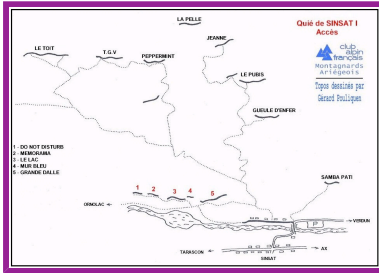 LA PELLE
Quié de SINSAT I
Accès
JEANNE
club
alpin
français
Montagnards
Ariégeois
Topos dessinés par
Gérard Pouliquen
LE TOIT
T.G.V
PEPPERMINT
LE PUBIS
GUEULE D'ENFER
1 - DO NOT DISTURB
2 - MEMORAMA
3 - LE LAC
4 - MUR BLEU
5 - GRANDE DALLE
SAMBA PATI
1 2 3 4 5
ORNOLAC
P
VERDUN
TARASCON
AX
SINSAT